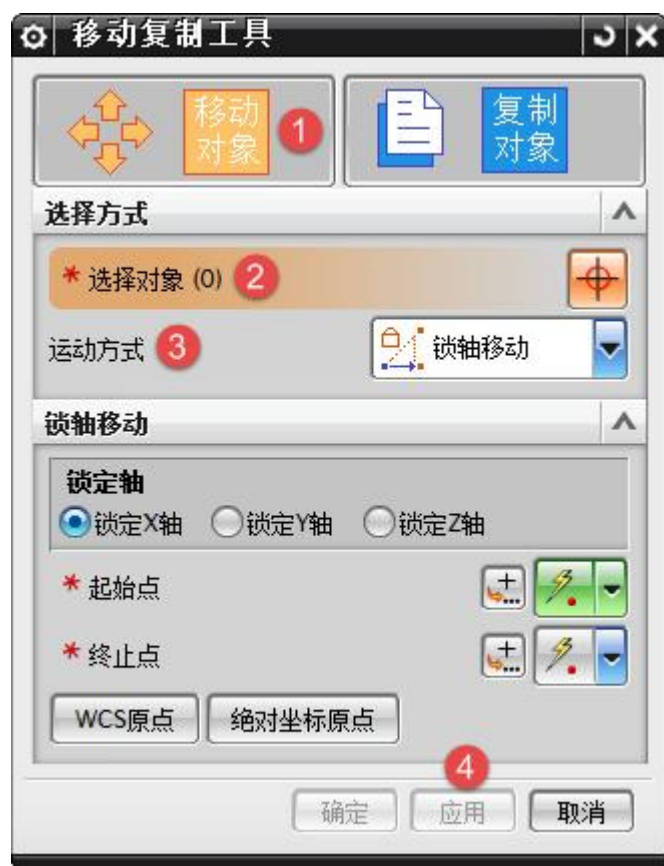 移动复制工具
移动对象 1 复制对象
选择方式
* 选择对象 (0) 2
运动方式 3 锁轴移动
锁轴移动
锁定轴
锁定X轴 锁定Y轴 锁定Z轴
* 起始点
* 终止点
WCS原点 绝对坐标原点
4
确定 应用 取消